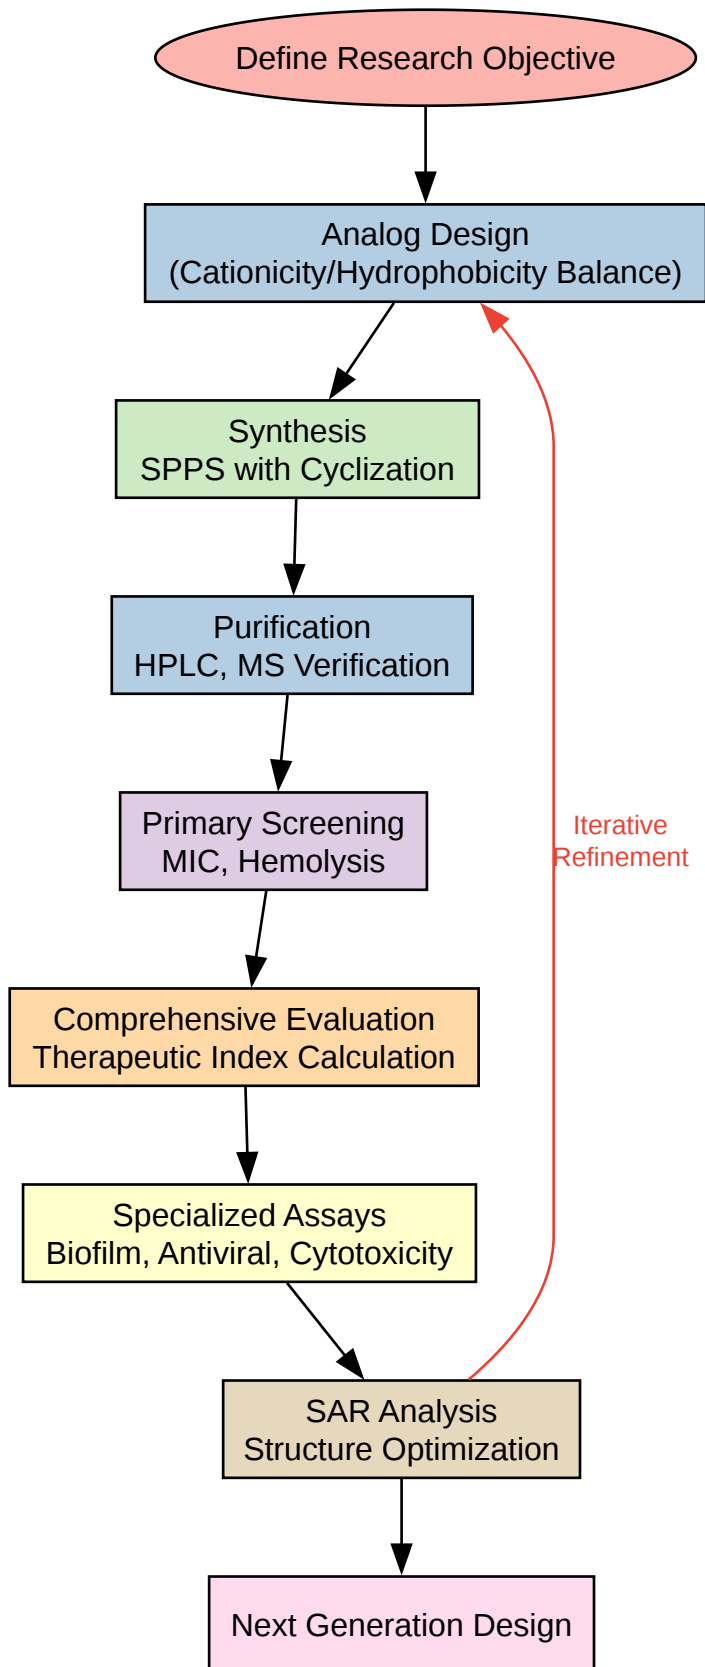 Define Research Objective
Analog Design
(Cationicity/Hydrophobicity Balance)
Synthesis
SPPS with Cyclization
Purification
HPLC, MS Verification
Primary Screening
MIC, Hemolysis
Iterative
Refinement
Comprehensive Evaluation
Therapeutic Index Calculation
Specialized Assays
Biofilm, Antiviral, Cytotoxicity
SAR Analysis
Structure Optimization
Next Generation Design